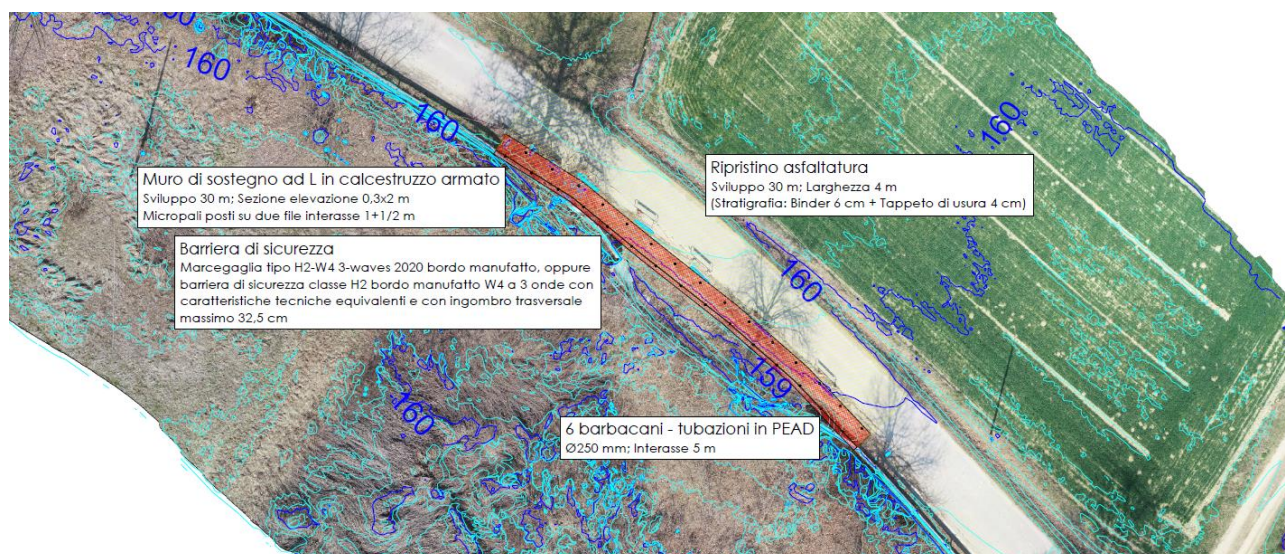 160
160
160
160
Muro di sostegno ad L in calcestruzzo armato
Sviluppo 30 m; Sezione elevazione 0,3x2 m
Micropali posti su due file interasse 1+1/2 m
Ripristino asfaltatura
Sviluppo 30 m; Larghezza 4 m
(Stratigrafia: Binder 6 cm + Tappeto di usura 4 cm)
Barriera di sicurezza
Marcegaglia tipo H2-W4 3-waves 2020 bordo manufatto, oppure
barriera di sicurezza classe H2 bordo manufatto W4 a 3 onde con
caratteristiche tecniche equivalenti e con ingombro trasversale
massimo 32,5 cm
160
159
160
6 barbacani - tubazioni in PEAD
Ø250 mm; Interasse 5 m